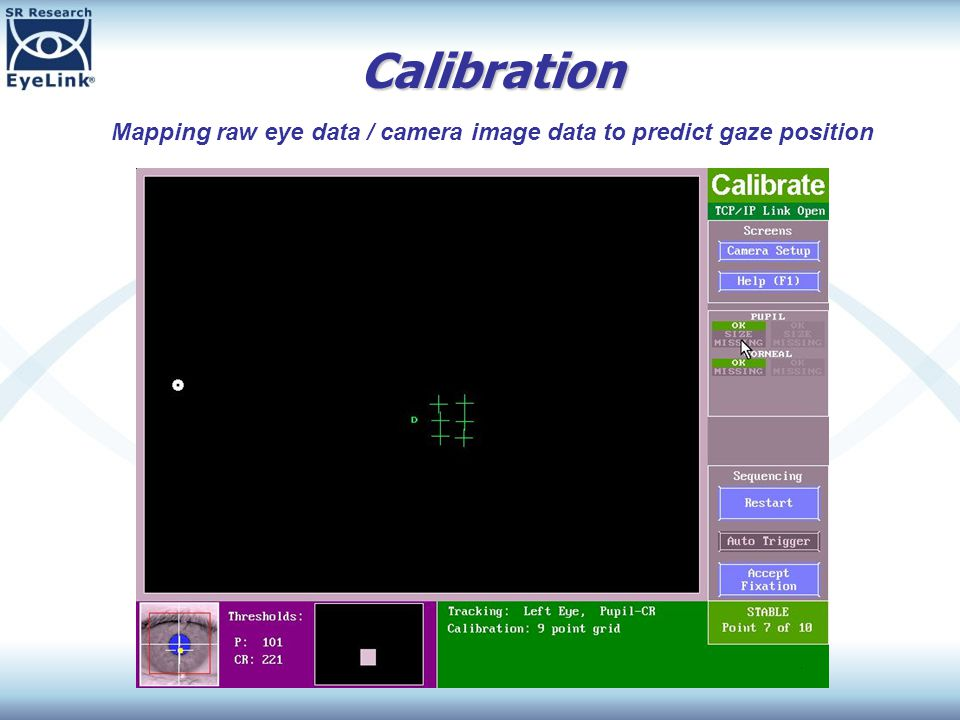 SR Research
EyeLink®
Calibration
Mapping raw eye data / camera image data to predict gaze position
Calibrate
TCP/IP Link Open
Screens
Camera Setup
Help (F1)
PUPIL
OK OK
SIZE SIZE
MISSING MISSING
ORNEAL
OK OK
MISSING MISSING
D
Sequencing
Restart
Auto Trigger
Accept
Fixation
STABLE
Point 7 of 10
Thresholds:
P: 101
CR: 221
Tracking: Left Eye, Pupil-CR
Calibration: 9 point grid